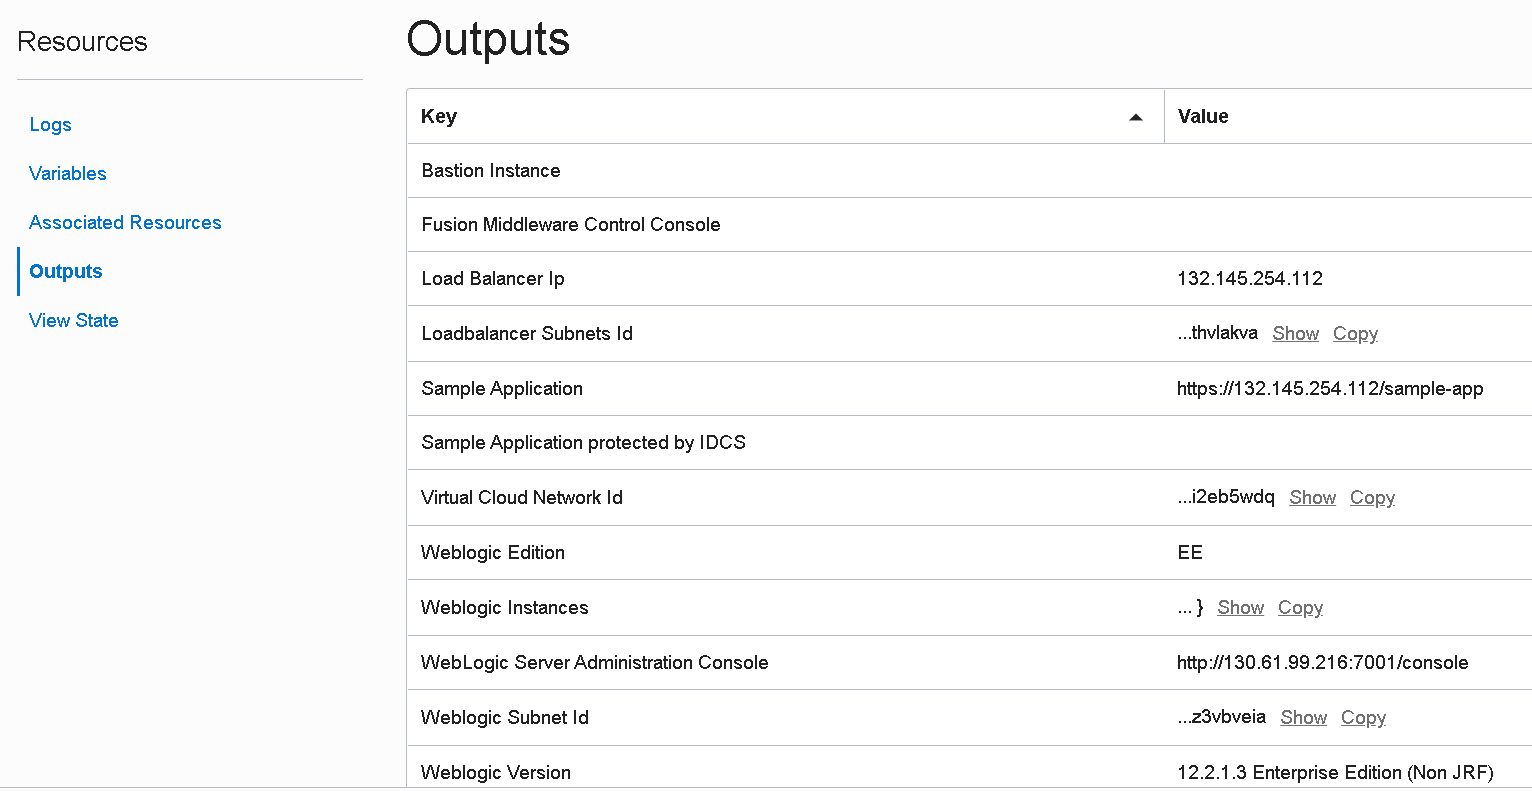 Resources
Logs
Variables
Associated Resources
Outputs
View State
Outputs
Key Value
Bastion Instance
Fusion Middleware Control Console
Load Balancer Ip 132.145.254.112
Loadbalancer Subnets Id ...thvlakva Show Copy
Sample Application https://132.145.254.112/sample-app
Sample Application protected by IDCS
Virtual Cloud Network Id ...i2eb5wdq Show Copy
Weblogic Edition EE
Weblogic Instances ... } Show Copy
WebLogic Server Administration Console http://130.61.99.216:7001/console
Weblogic Subnet Id ...z3vbveia Show Copy
Weblogic Version 12.2.1.3 Enterprise Edition (Non JRF)